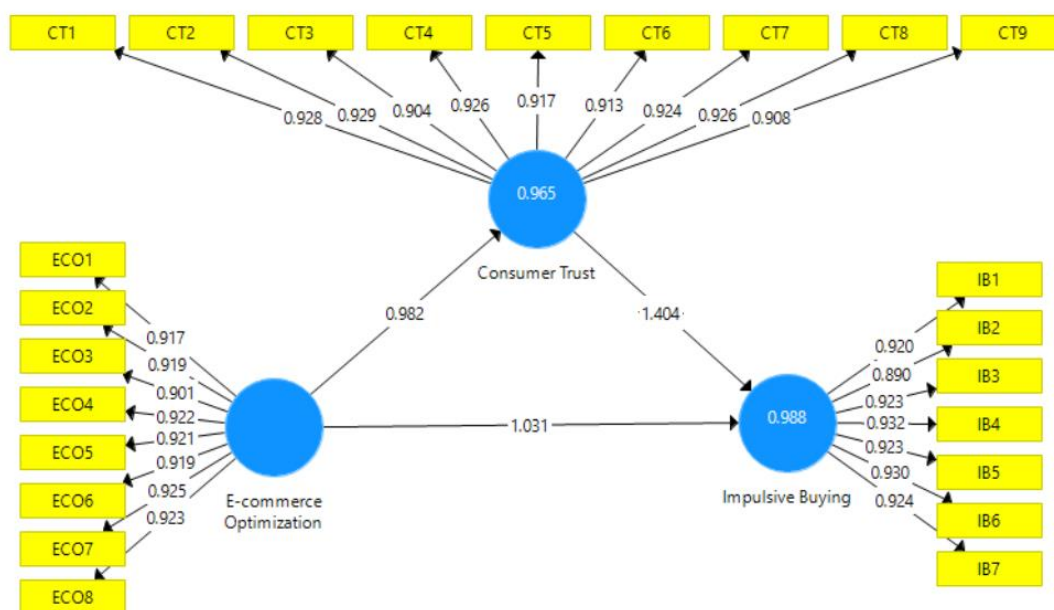 CT1 CT2 CT3 CT4 CT5 CT6 CT7 CT8 CT9
0.928 0.929 0.904 0.926 0.917 0.913 0.924 0.926 0.908
0.965
Consumer Trust
ECO1
ECO2
ECO3
ECO4
ECO5
ECO6
ECO7
ECO8
0.917
0.919
0.901
0.922
0.921
0.919
0.925
0.923
E-commerce
Optimization
0.982
1.404
1.031
0.988
Impulsive Buying
0.920
0.890
0.923
0.932
0.923
0.930
0.924
IB1
IB2
IB3
IB4
IB5
IB6
IB7